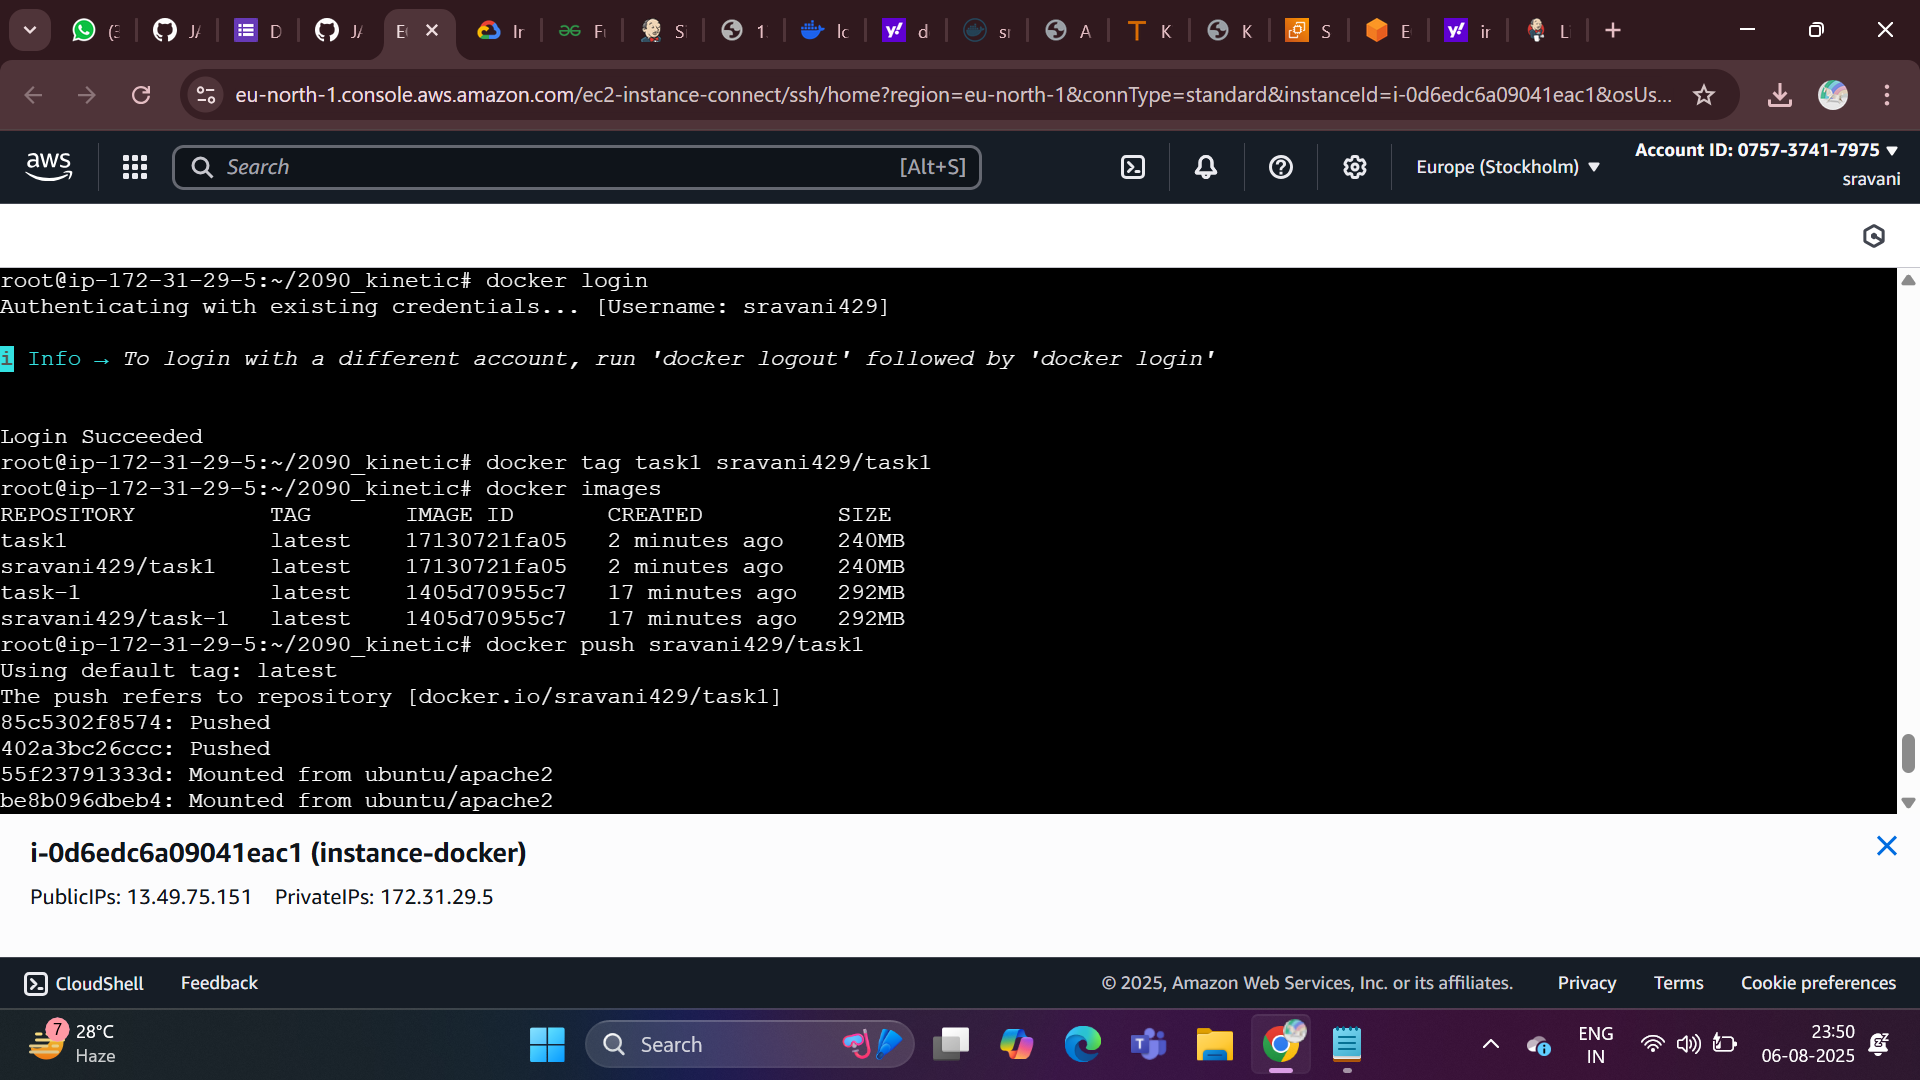 eu-north-1.console.aws.amazon.com/ec2-instance-connect/ssh/home?region=eu-north-1&connType=standard&instanceId=i-0d6edc6a09041eac1&osUs...
aws
Search
[Alt+S]
Europe (Stockholm)
Account ID: 0757-3741-7975
sravani
root@ip-172-31-29-5:~/2090_kinetic# docker login
Authenticating with existing credentials... [Username: sravani429]
i Info → To login with a different account, run 'docker logout' followed by 'docker login'
Login Succeeded
root@ip-172-31-29-5:~/2090_kinetic# docker tag task1 sravani429/task1
root@ip-172-31-29-5:~/2090_kinetic# docker images
REPOSITORY TAG IMAGE ID CREATED SIZE
task1 latest 17130721fa05 2 minutes ago 240MB
sravani429/task1 latest 17130721fa05 2 minutes ago 240MB
task-1 latest 1405d70955c7 17 minutes ago 292MB
sravani429/task-1 latest 1405d70955c7 17 minutes ago 292MB
root@ip-172-31-29-5:~/2090_kinetic# docker push sravani429/task1
Using default tag: latest
The push refers to repository [docker.io/sravani429/task1]
85c5302f8574: Pushed
402a3bc26ccc: Pushed
55f23791333d: Mounted from ubuntu/apache2
be8b096dbeb4: Mounted from ubuntu/apache2
i-0d6edc6a09041eac1 (instance-docker)
PublicIPs: 13.49.75.151 PrivateIPs: 172.31.29.5
CloudShell
Feedback
© 2025, Amazon Web Services, Inc. or its affiliates.
Privacy
Terms
Cookie preferences
7
28°C
Haze
Search
ENG
IN
23:50
06-08-2025